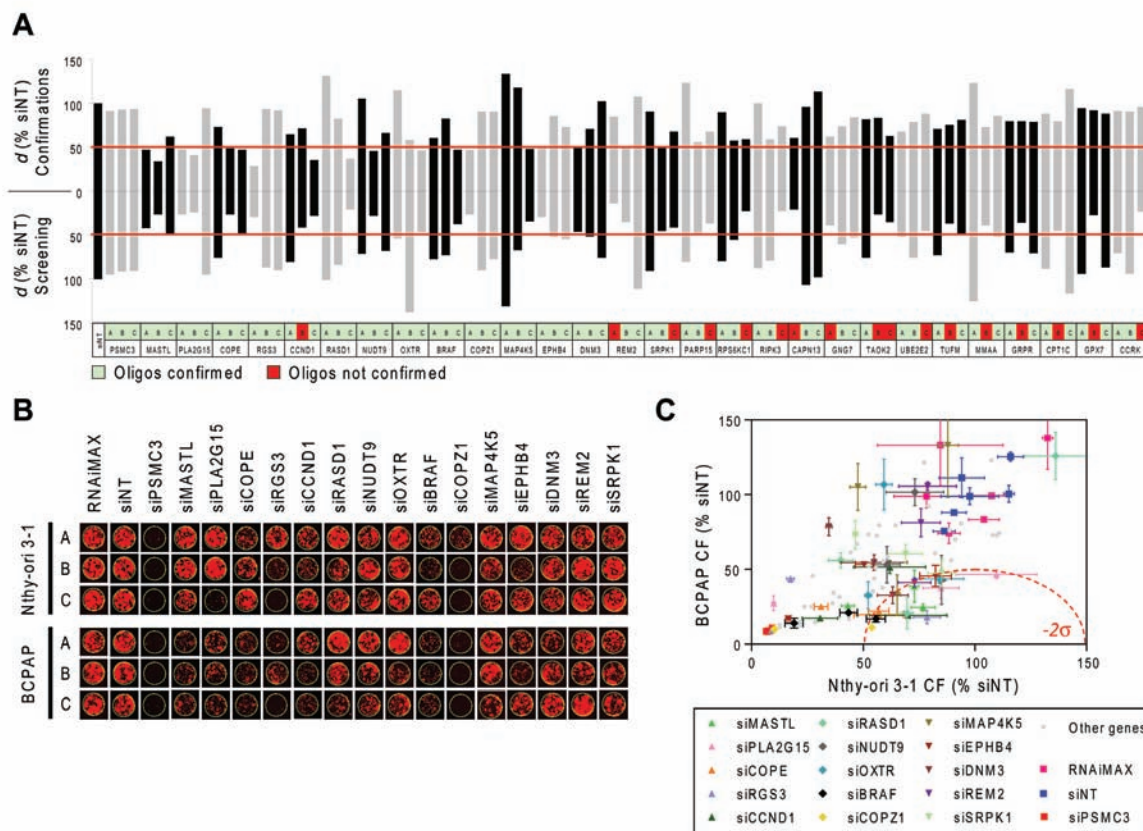 A
d (% siNT) Confirmations
150
100
50
0
d (% siNT) Screening
50
100
150
siNT
A B C A B C A B C A B C A B C A B C A B C A B C A B C A B C A B C A B C A B C A B C A B C A B C A B C A B C A B C A B C A B C A B C A B C A B C A B C A B C A B C A B C A B C
PSMC3 MASTL PLA2G15 COPE RGS3 CCND1 RASD1 NUDT9 OXTR BRAF COPZ1 MAP4K5 EPHB4 DNM3 REM2 SRPK1 PARP15 RPS6KC1 RIPK3 CAPN13 GNG7 TAOK2 UBE2E2 TUFM MMAA GRPR CPT1C GPX7 CCRK
Oligos confirmed Oligos not confirmed
B
RNAiMAX
siNT
siPSMC3
siMASTL
siPLA2G15
siCOPE
siRGS3
siCCND1
siRASD1
siNUDT9
siOXTR
siBRAF
siCOPZ1
siMAP4K5
siEPHB4
siDNM3
siREM2
siSRPK1
Nthy-ori 3-1
A
B
C
BCPAP
A
B
C
C
BCPAP CF (% siNT)
150
100
50
0
0 50 100 150
-2σ
Nthy-ori 3-1 CF (% siNT)
siMASTL siRASD1 siMAP4K5 Other genes
siPLA2G15 siNUDT9 siEPHB4
siCOPE siOXTR siDNM3 RNAiMAX
siRGS3 siBRAF siREM2 siNT
siCCND1 siCOPZ1 siSRPK1 siPSMC3